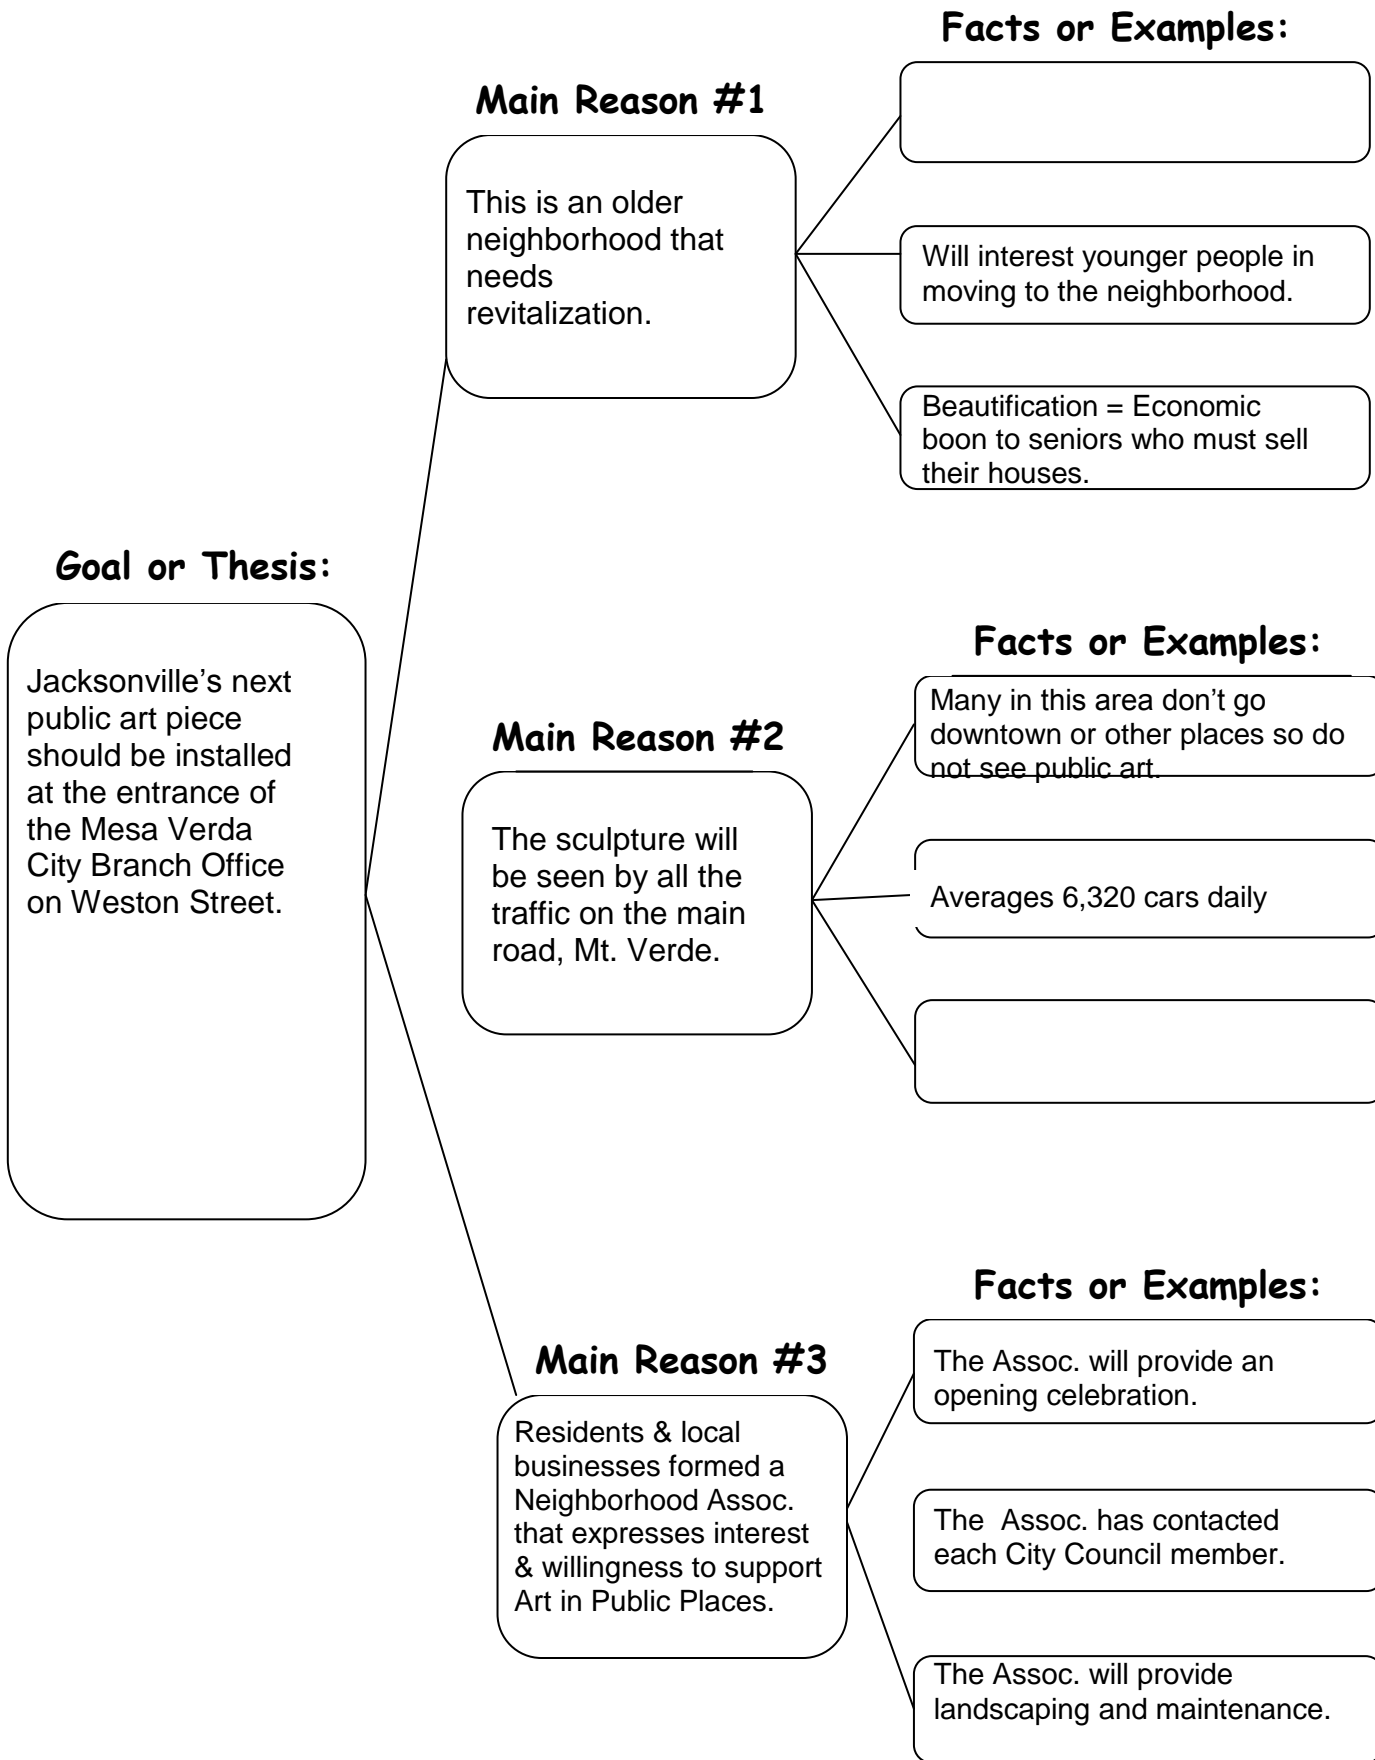 Facts or Examples:
Main Reason #1
This is an older
neighborhood that
needs
revitalization.
Will interest younger people in
moving to the neighborhood.
Beautification = Economic
boon to seniors who must sell
their houses.
Goal or Thesis:
Jacksonville’s next
public art piece
should be installed
at the entrance of
the Mesa Verda
City Branch Office
on Weston Street.
Facts or Examples:
Main Reason #2
The sculpture will
be seen by all the
traffic on the main
road, Mt. Verde.
Many in this area don’t go
downtown or other places so do
not see public art.
Averages 6,320 cars daily
Facts or Examples:
Main Reason #3
Residents & local
businesses formed a
Neighborhood Assoc.
that expresses interest
& willingness to support
Art in Public Places.
The Assoc. will provide an
opening celebration.
The Assoc. has contacted
each City Council member.
The Assoc. will provide
landscaping and maintenance.